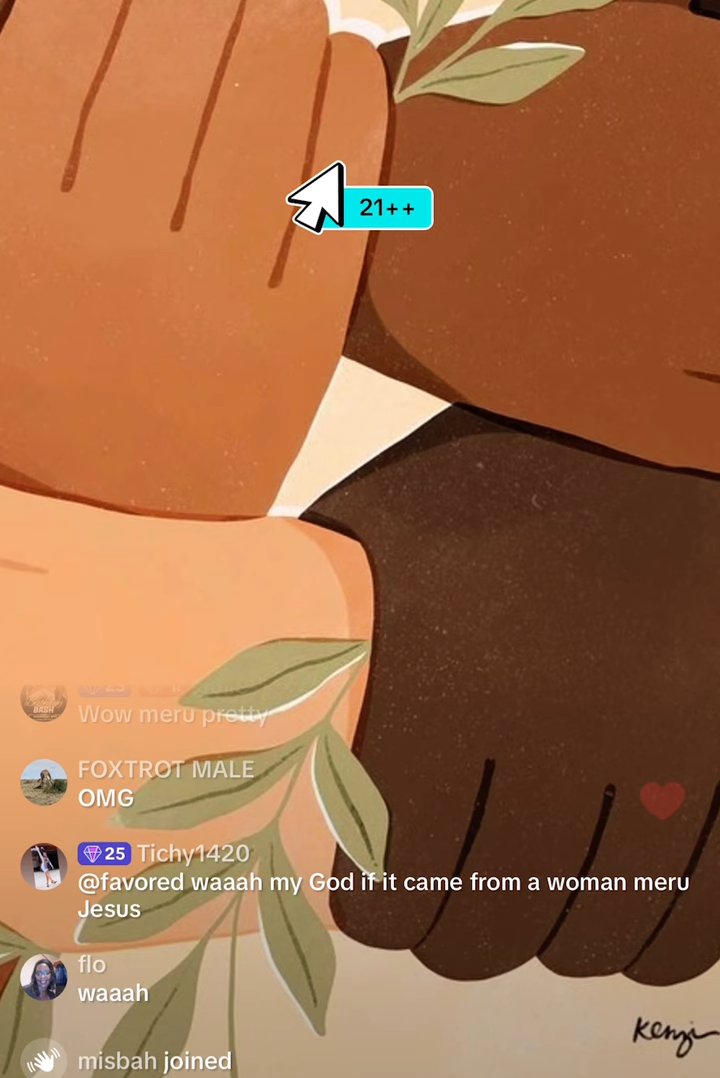 21++
Wow meru pretty
FOXTROT MALE
OMG
25 Tichy1420
@favored waaah my God if it came from a woman meru
Jesus
flo
waaah
misbah joined